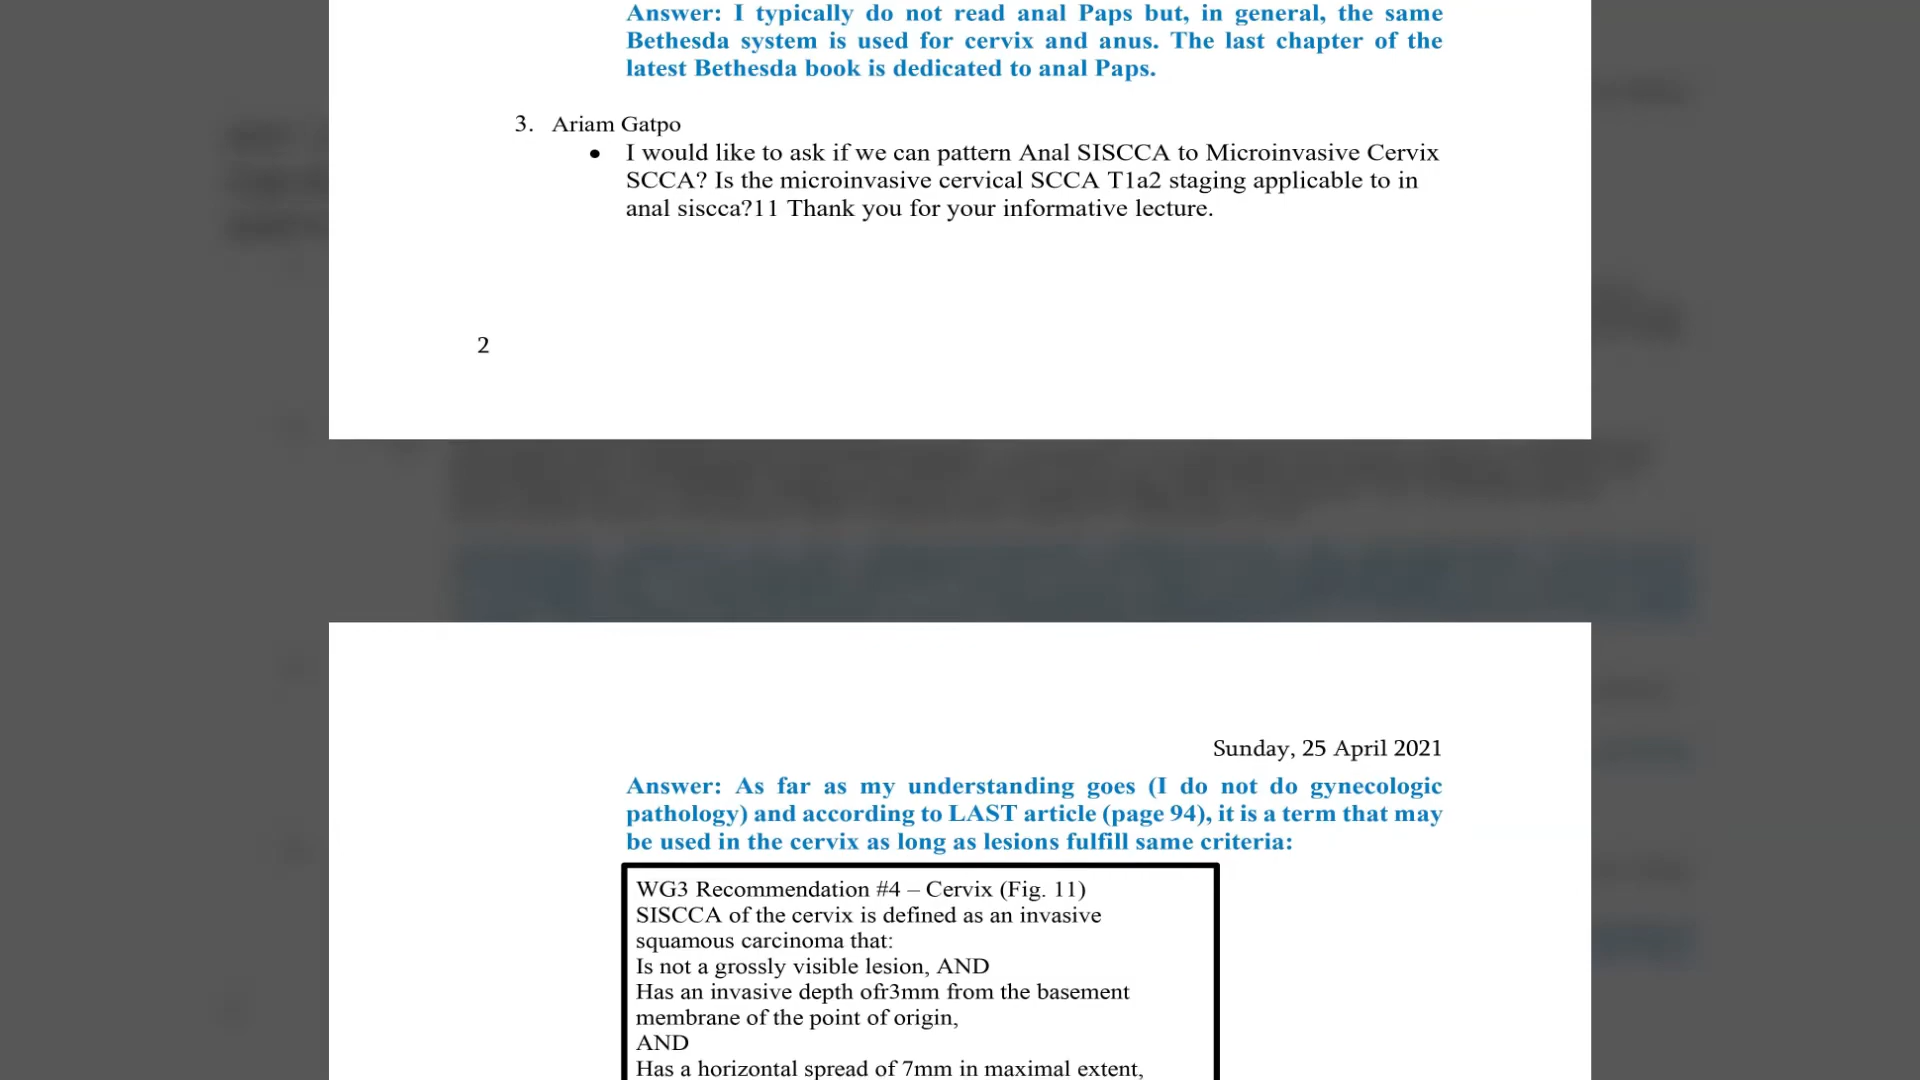 Answer: I typically do not read anal Paps but, in general, the same
Bethesda system is used for cervix and anus. The last chapter of the
latest Bethesda book is dedicated to anal Paps.
3. Ariam Gatpo
• I would like to ask if we can pattern Anal SISCCA to Microinvasive Cervix
SCCA? Is the microinvasive cervical SCCA T1a2 staging applicable to in
anal siscca?11 Thank you for your informative lecture.
2
Sunday, 25 April 2021
Answer: As far as my understanding goes (I do not do gynecologic
pathology) and according to LAST article (page 94), it is a term that may
be used in the cervix as long as lesions fulfill same criteria:
WG3 Recommendation #4 – Cervix (Fig. 11)
SISCCA of the cervix is defined as an invasive
squamous carcinoma that:
Is not a grossly visible lesion, AND
Has an invasive depth ofr3mm from the basement
membrane of the point of origin,
AND
Has a horizontal spread of 7mm in maximal extent,